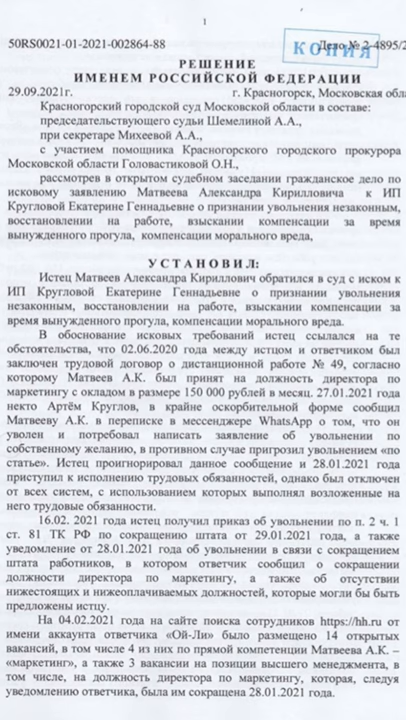 1
50RS0021-01-2021-002864-88 Дело № 2-4895/2
КОПИЯ
РЕШЕНИЕ
ИМЕНЕМ РОССИЙСКОЙ ФЕДЕРАЦИИ
29.09.2021г. г. Красногорск, Московская обл
Красногорский городской суд Московской области в составе:
председательствующего судьи Шемелиной А.А.,
при секретаре Михеевой А.А.,
с участием помощника Красногорского городского прокурора
Московской области Головастиковой О.Н.,
рассмотрев в открытом судебном заседании гражданское дело по
исковому заявлению Матвеева Александра Кирилловича к ИП
Кругловой Екатерине Геннадьевне о признании увольнения незаконным,
восстановлении на работе, взыскании компенсации за время
вынужденного прогула, компенсации морального вреда,
УСТАНОВИЛ:
Истец Матвеев Александра Кириллович обратился в суд с иском к
ИП Кругловой Екатерине Геннадьевне о признании увольнения
незаконным, восстановлении на работе, взыскании компенсации за
время вынужденного прогула, компенсации морального вреда.
В обоснование исковых требований истец ссылался на те
обстоятельства, что 02.06.2020 года между истцом и ответчиком был
заключен трудовой договор о дистанционной работе № 49, согласно
которому Матвеев А.К. был принят на должность директора по
маркетингу с окладом в размере 150 000 рублей в месяц. 27.01.2021 года
некто Артём Круглов, в крайне оскорбительной форме сообщил
Матвееву А.К. в переписке в мессенджере WhatsApp о том, что он
уволен и потребовал написать заявление об увольнении по
собственному желанию, в противном случае пригрозил увольнением «по
статье». Истец проигнорировал данное сообщение и 28.01.2021 года
приступил к исполнению трудовых обязанностей, однако был отключен
от всех систем, с использованием которых выполнял возложенные на
него трудовые обязанности.
16.02. 2021 года истец получил приказ об увольнении по п. 2 ч. 1
ст. 81 ТК РФ по сокращению штата от 29.01.2021 года, а также
уведомление от 28.01.2021 года об увольнении в связи с сокращением
штата работников, в котором ответчик сообщил о сокращении
должности директора по маркетингу, а также об отсутствии
нижестоящих и нижеоплачиваемых должностей, которые могли бы быть
предложены истцу.
На 04.02.2021 года на сайте поиска сотрудников https://hh.ru от
имени аккаунта ответчика «Ой-Ли» было размещено 14 открытых
вакансий, в том числе 4 из них по прямой компетенции Матвеева А.К. –
«маркетинг», а также 3 вакансии на позиции высшего менеджмента, в
том числе, на должность директора по маркетингу, которая, следуя
уведомлению ответчика, была им сокращена 28.01.2021 года.